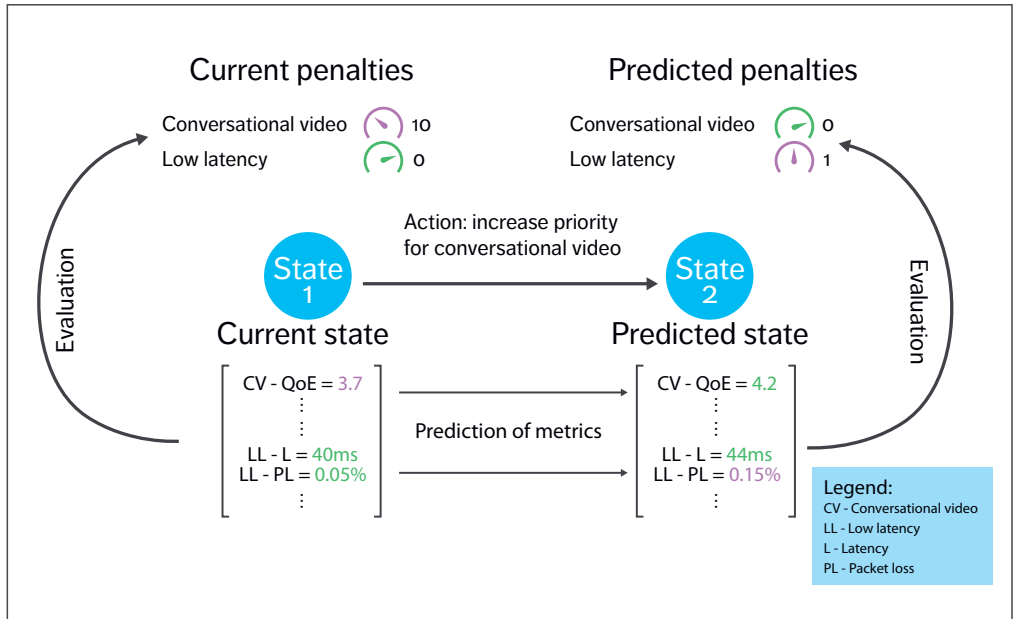 Current penalties
Conversational video 10
Low latency 0
Predicted penalties
Conversational video 0
Low latency 1
Evaluation
Action: increase priority
for conversational video
State
1
Current state
State
2
Predicted state
Evaluation
CV - QoE = 3.7
LL - L = 40ms
LL - PL = 0.05%
Prediction of metrics
CV - QoE = 4.2
LL - L = 44ms
LL - PL = 0.15%
Legend:
CV - Conversational video
LL - Low latency
L - Latency
PL - Packet loss